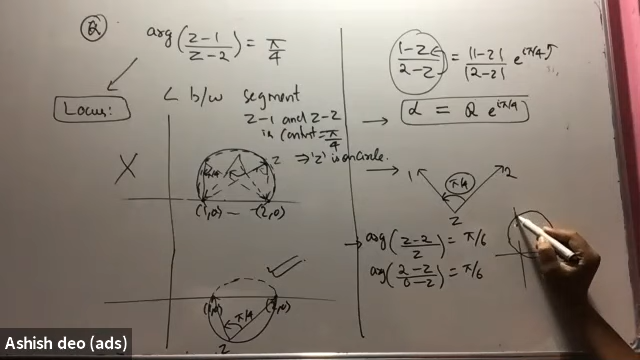 Q
arg(z-1/z-2) = π/4
Locus:
∠ b/w segment
z-1 and z-2
is constnt = π/4
⇒ 'z' is on circle.
X
π/4
z
(1,0) - - (2,0)
(1,0)
(2,0)
π/4
z
1-z/2-z = |1-z|/|2-z| e^(iπ/4)
α = R e^(iπ/4)
1
π/4
2
z
arg(z-2/z) = π/6
arg(2-z/0-z) = π/6
Ashish deo (ads)